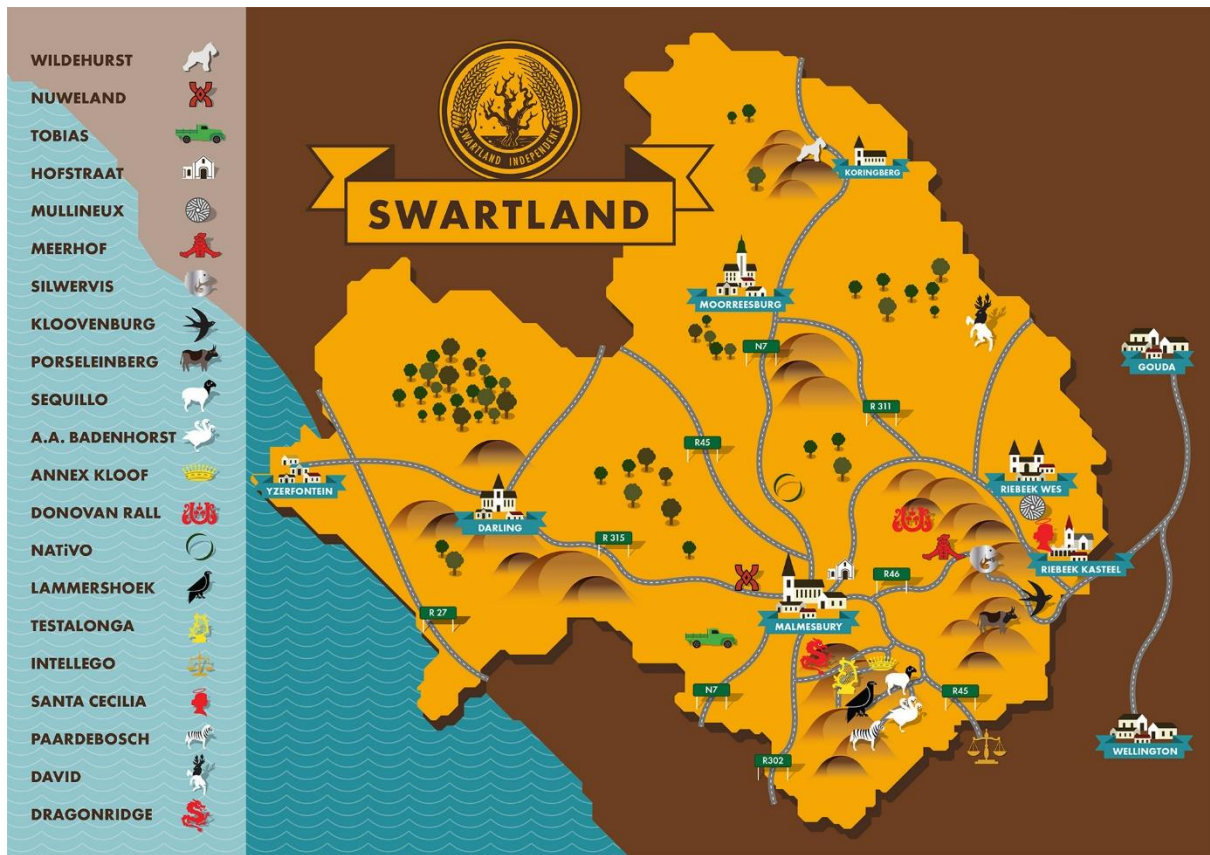 WILDEHURST
NUWELAND
TOBIAS
HOFSTRAAT
MULLINEUX
MEERHOF
SILWERVIS
KLOOVENBURG
PORSELEINBERG
SEQUILLO
A.A. BADENHORST
ANNEX KLOOF
DONOVAN RALL
NATiVO
LAMMERSHOEK
TESTALONGA
INTELLEGO
SANTA CECILIA
PAARDEBOSCH
DAVID
DRAGONRIDGE
SWARTLAND INDEPENDENT
SWARTLAND
KORINGBERG
MOORREESBURG
N7
GOUDA
R 311
R45
YZERFONTEIN
RIEBEEK WES
DARLING
R 315
RIEBEEK KASTEEL
R46
R 27
MALMESBURY
N7
R45
R302
WELLINGTON